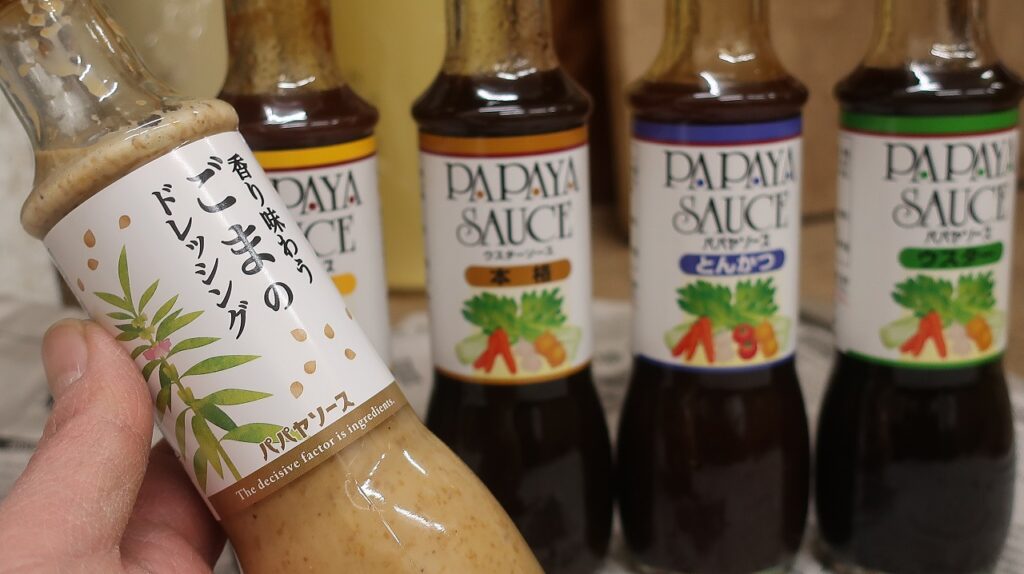 香り味わう
ごまの
ドレッシング
パパヤソース
The decisive factor is ingredients.
PAPAYA
SAUCE
PAPAYA
SAUCE
ウスターソース
本格
PAPAYA
SAUCE
パパヤソース
とんかつ
PAPAYA
SAUCE
パパヤソース
ウスター